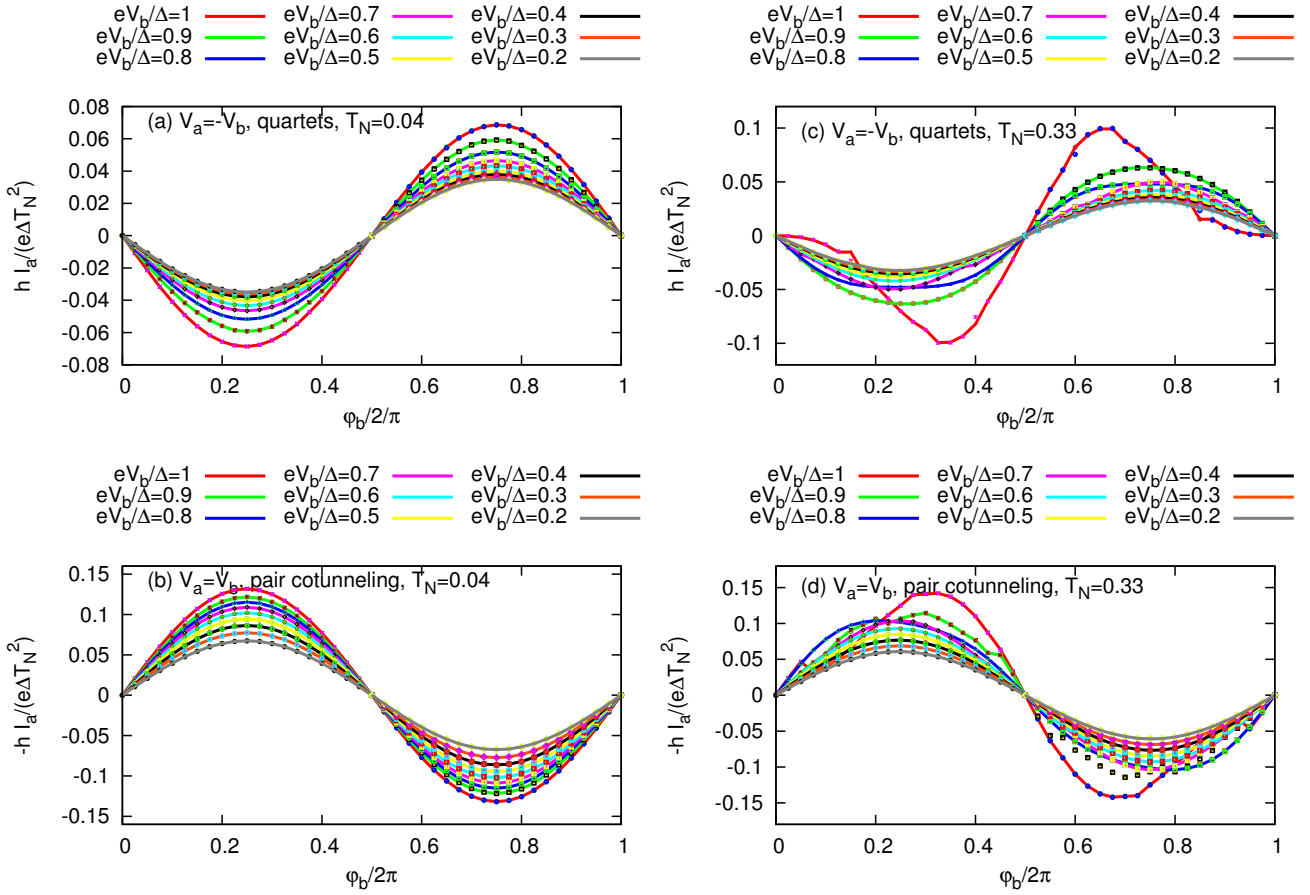 eV_b/Δ=1 eV_b/Δ=0.7 eV_b/Δ=0.4
eV_b/Δ=0.9 eV_b/Δ=0.6 eV_b/Δ=0.3
eV_b/Δ=0.8 eV_b/Δ=0.5 eV_b/Δ=0.2
(a) V_a=-V_b, quartets, T_N=0.04
h I_a/(eΔT_N^2)
0.08
0.06
0.04
0.02
0
-0.02
-0.04
-0.06
-0.08
0 0.2 0.4 0.6 0.8 1
φ_b/2/π
eV_b/Δ=1 eV_b/Δ=0.7 eV_b/Δ=0.4
eV_b/Δ=0.9 eV_b/Δ=0.6 eV_b/Δ=0.3
eV_b/Δ=0.8 eV_b/Δ=0.5 eV_b/Δ=0.2
(c) V_a=-V_b, quartets, T_N=0.33
h I_a/(eΔT_N^2)
0.1
0.05
0
-0.05
-0.1
0 0.2 0.4 0.6 0.8 1
φ_b/2/π
eV_b/Δ=1 eV_b/Δ=0.7 eV_b/Δ=0.4
eV_b/Δ=0.9 eV_b/Δ=0.6 eV_b/Δ=0.3
eV_b/Δ=0.8 eV_b/Δ=0.5 eV_b/Δ=0.2
(b) V_a=V_b, pair cotunneling, T_N=0.04
-h I_a/(eΔT_N^2)
0.15
0.1
0.05
0
-0.05
-0.1
-0.15
0 0.2 0.4 0.6 0.8 1
φ_b/2π
eV_b/Δ=1 eV_b/Δ=0.7 eV_b/Δ=0.4
eV_b/Δ=0.9 eV_b/Δ=0.6 eV_b/Δ=0.3
eV_b/Δ=0.8 eV_b/Δ=0.5 eV_b/Δ=0.2
(d) V_a=V_b, pair cotunneling, T_N=0.33
-h I_a/(eΔT_N^2)
0.15
0.1
0.05
0
-0.05
-0.1
-0.15
0 0.2 0.4 0.6 0.8 1
φ_b/2π